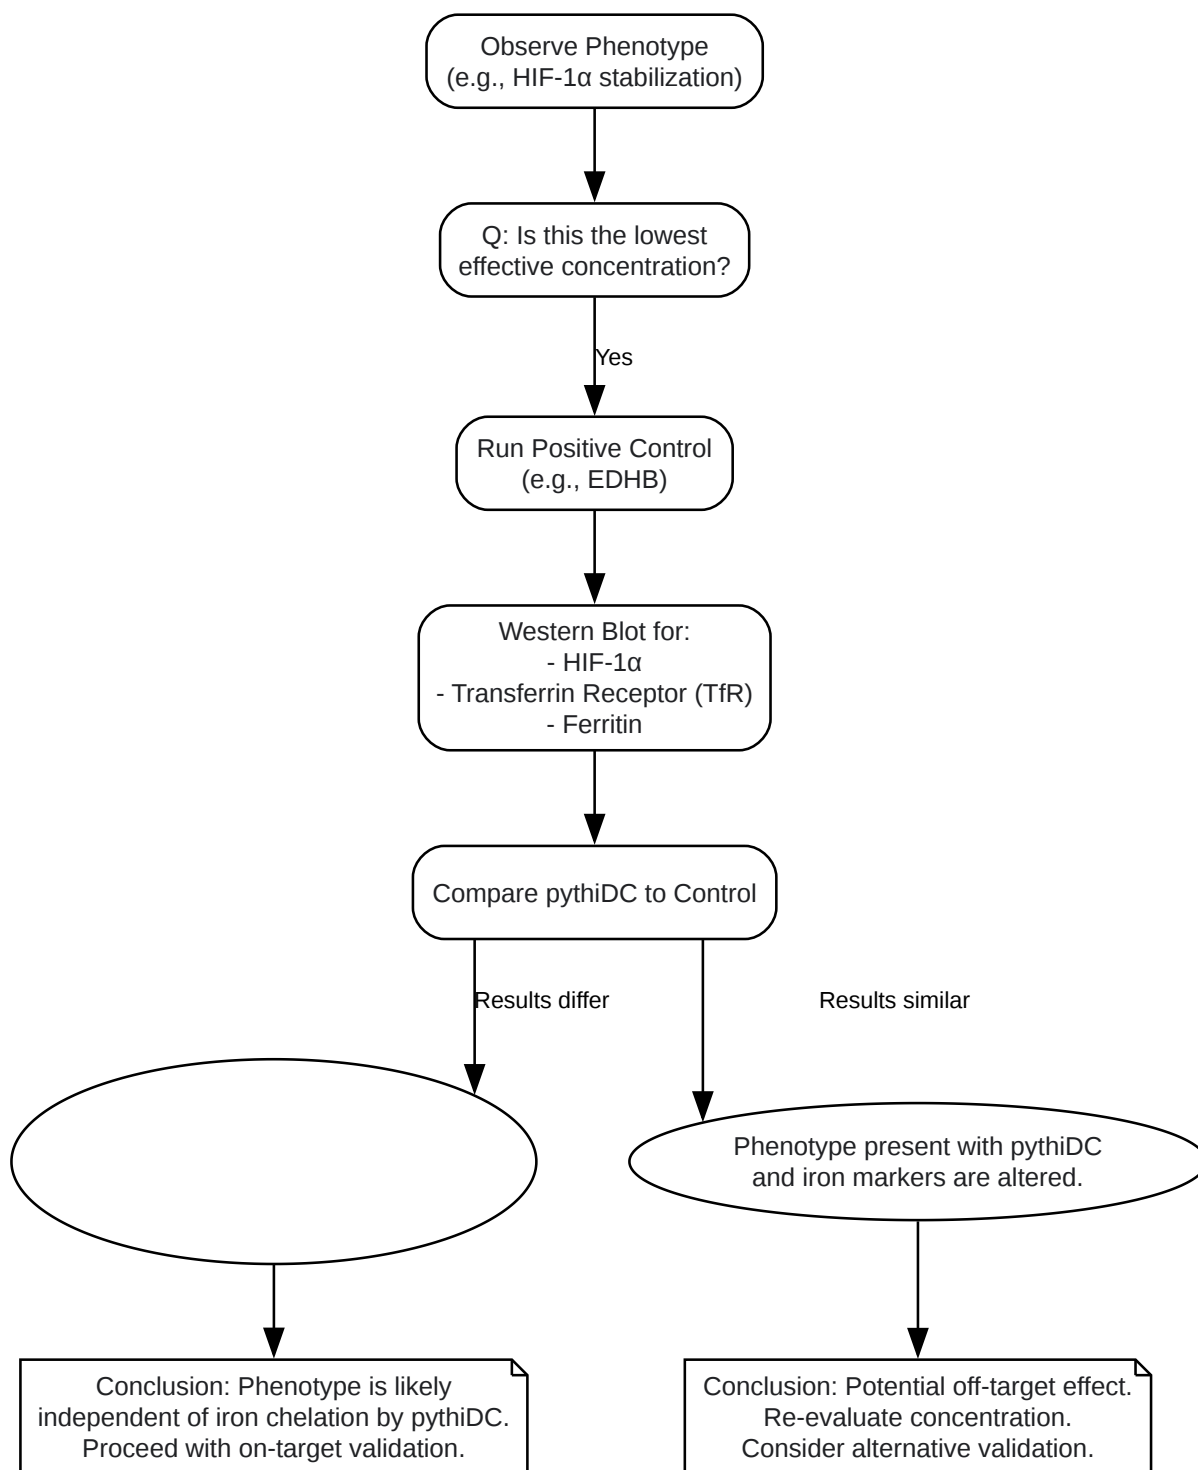 Observe Phenotype
(e.g., HIF-1α stabilization)
Q: Is this the lowest
effective concentration?
Yes
Run Positive Control
(e.g., EDHB)
Western Blot for:
- HIF-1α
- Transferrin Receptor (TfR)
- Ferritin
Compare pythiDC to Control
Results differ
Results similar
Phenotype present with pythiDC
and iron markers are altered.
Conclusion: Phenotype is likely
independent of iron chelation by pythiDC.
Proceed with on-target validation.
Conclusion: Potential off-target effect.
Re-evaluate concentration.
Consider alternative validation.